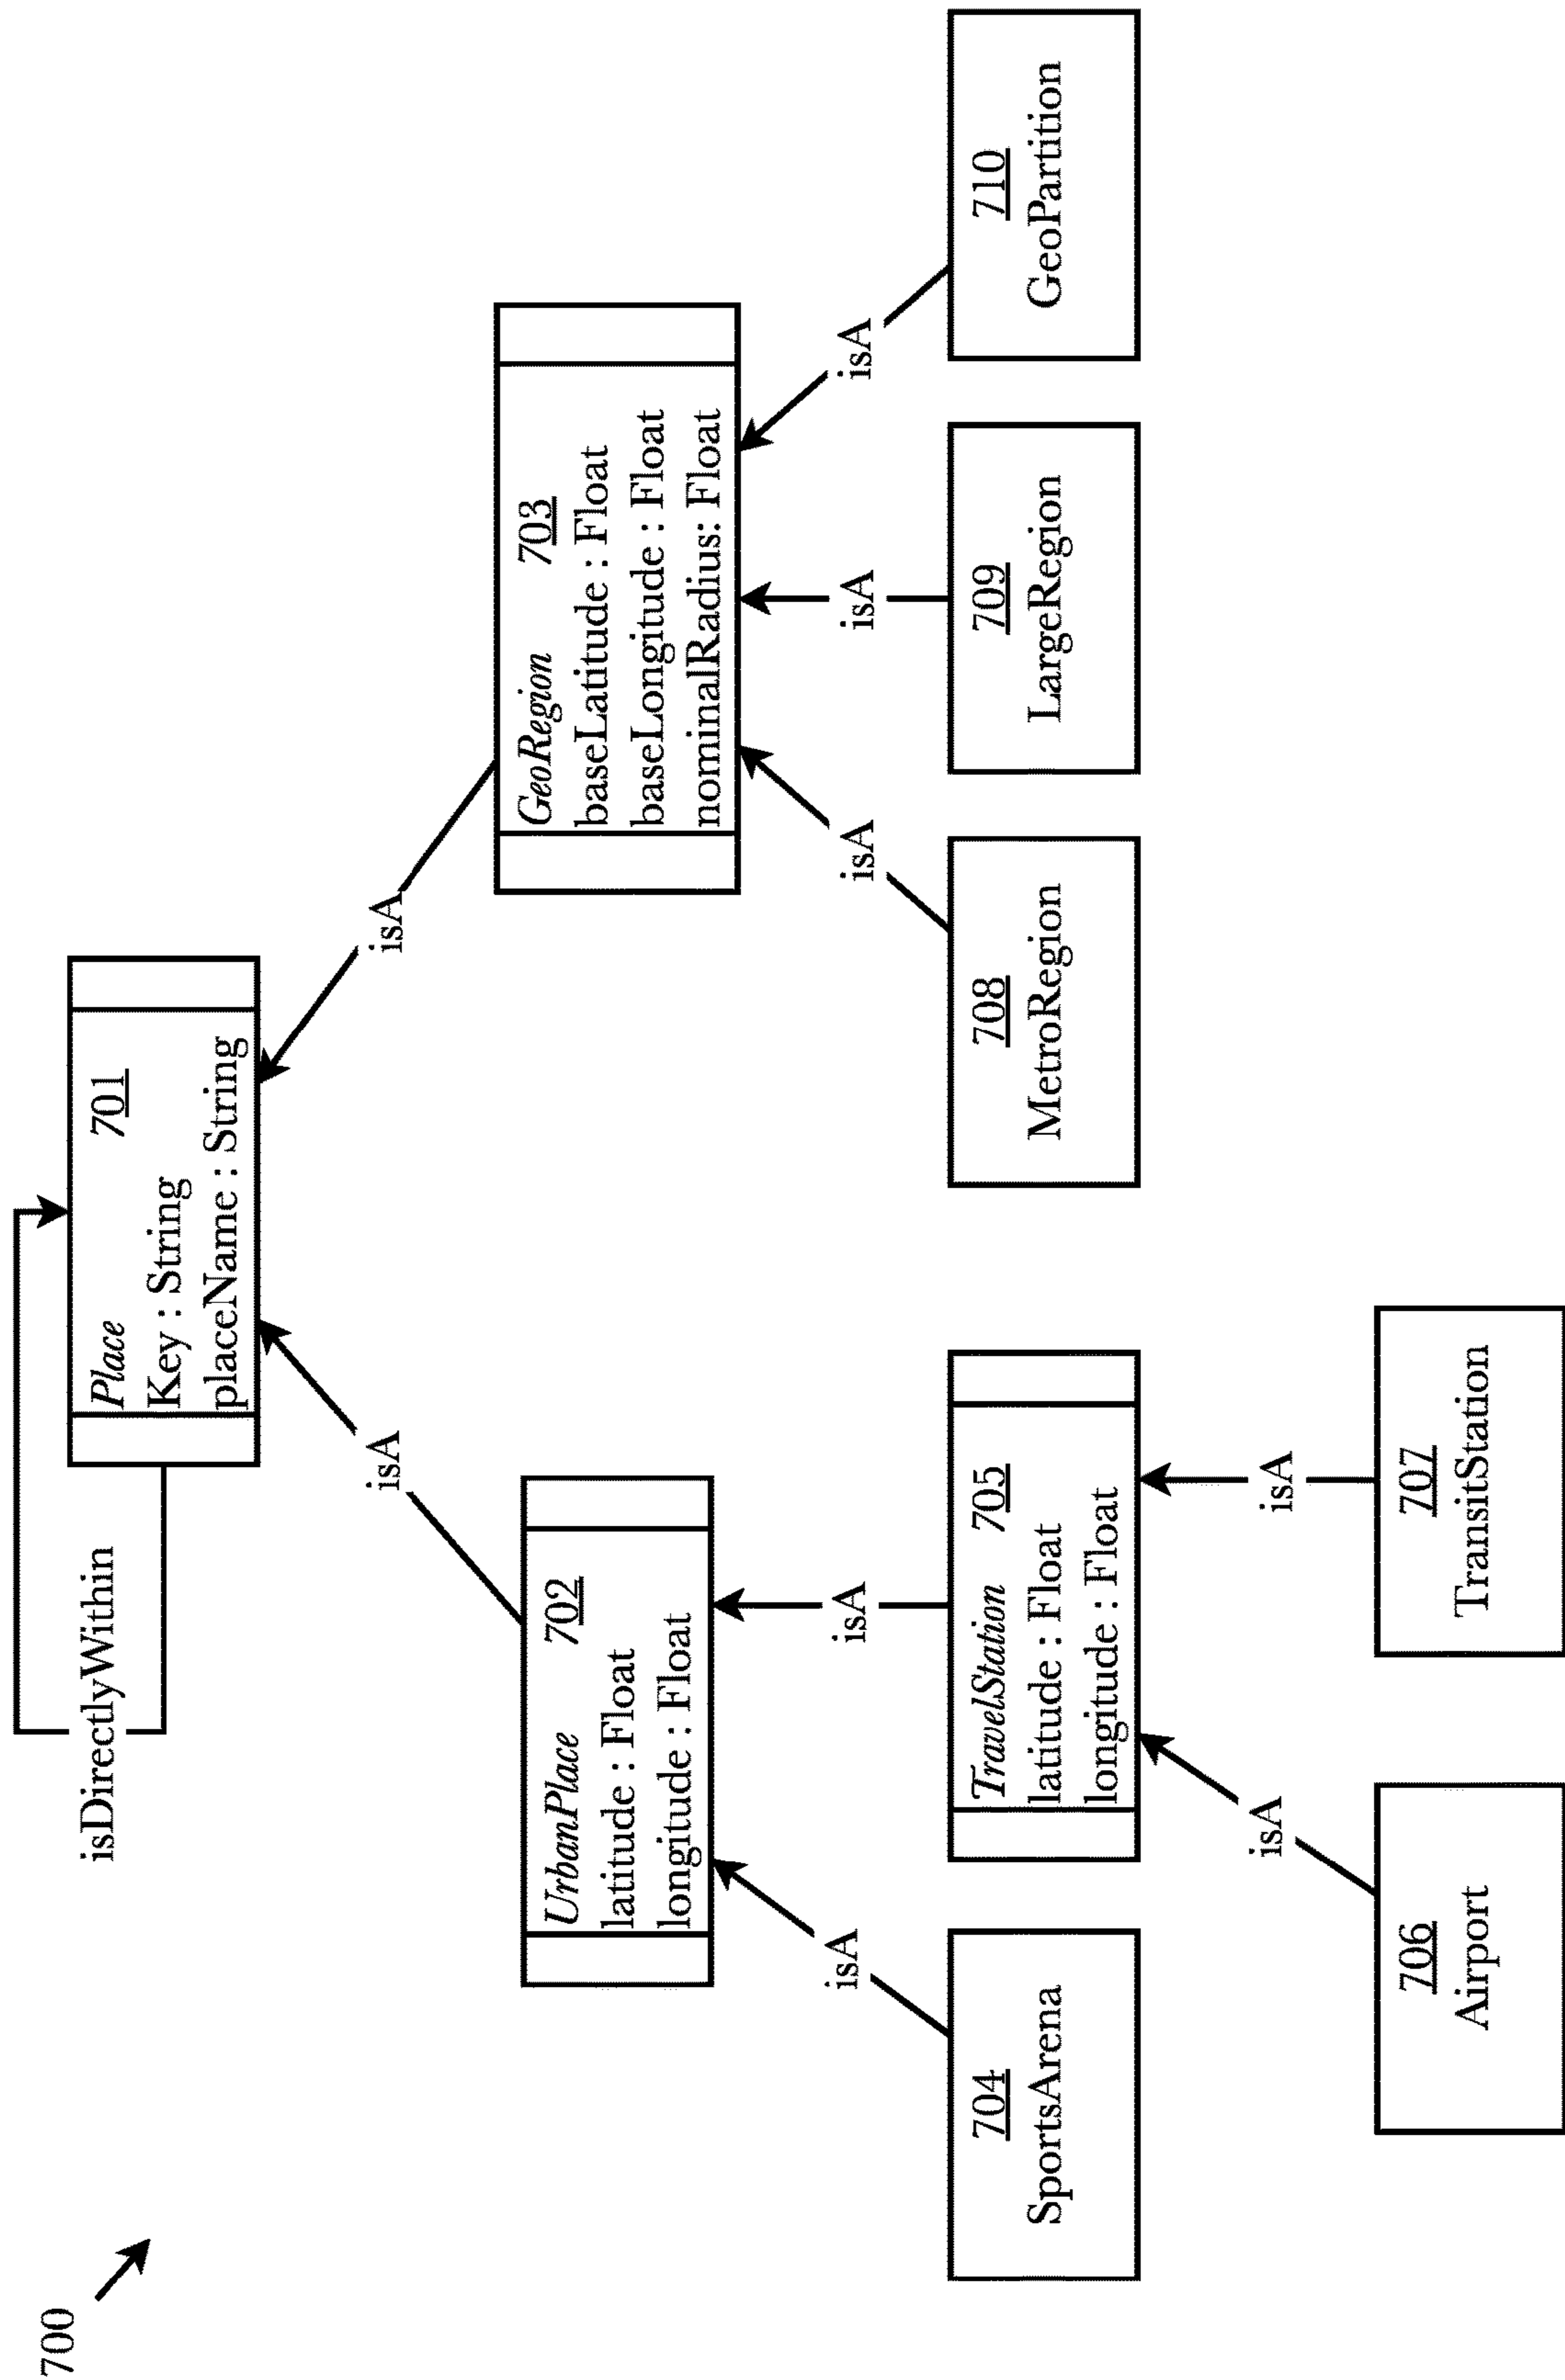 700
isDirectlyWithin
Place 701
Key : String
placeName : String
isA
isA
UrbanPlace 702
latitude : Float
longitude : Float
GeoRegion 703
baseLatitude : Float
baseLongitude : Float
nominalRadius: Float
isA
isA
isA
isA
isA
704
SportsArena
TravelStation 705
latitude : Float
longitude : Float
708
MetroRegion
709
LargeRegion
710
GeoPartition
isA
isA
706
Airport
707
TransitStation